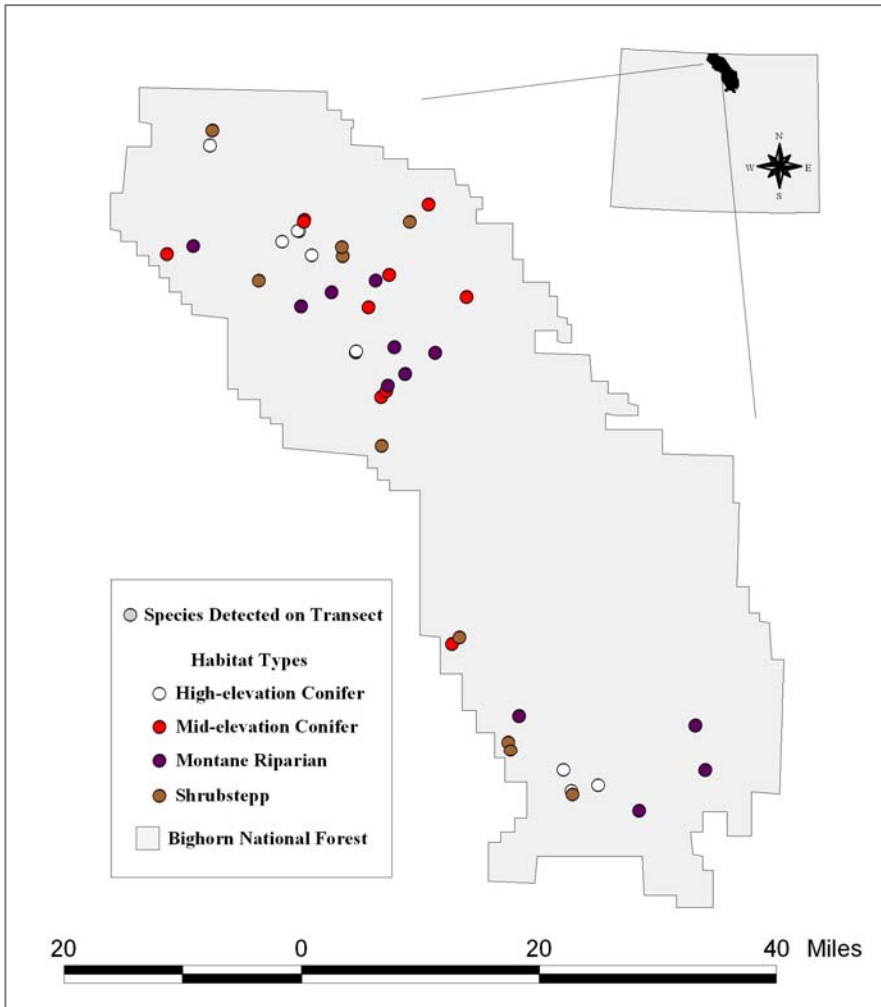 N
W E
S
Species Detected on Transect
Habitat Types
High-elevation Conifer
Mid-elevation Conifer
Montane Riparian
Shrubstepp
Bighorn National Forest
20 0 20 40 Miles